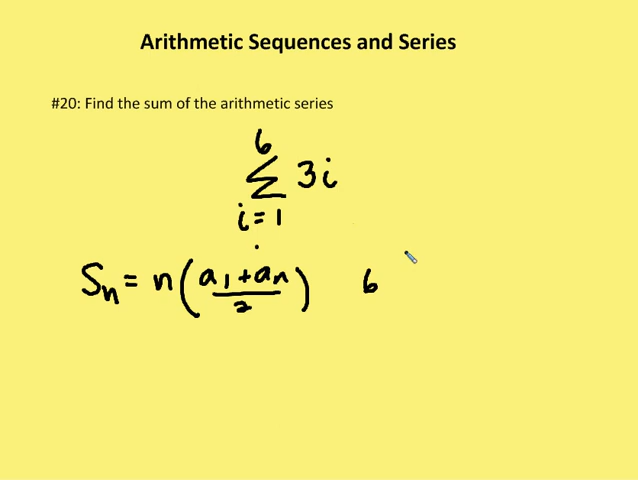 Arithmetic Sequences and Series
#20: Find the sum of the arithmetic series
6
Σ 3i
i = 1
Sₙ = n(a₁ + aₙ / 2) 6